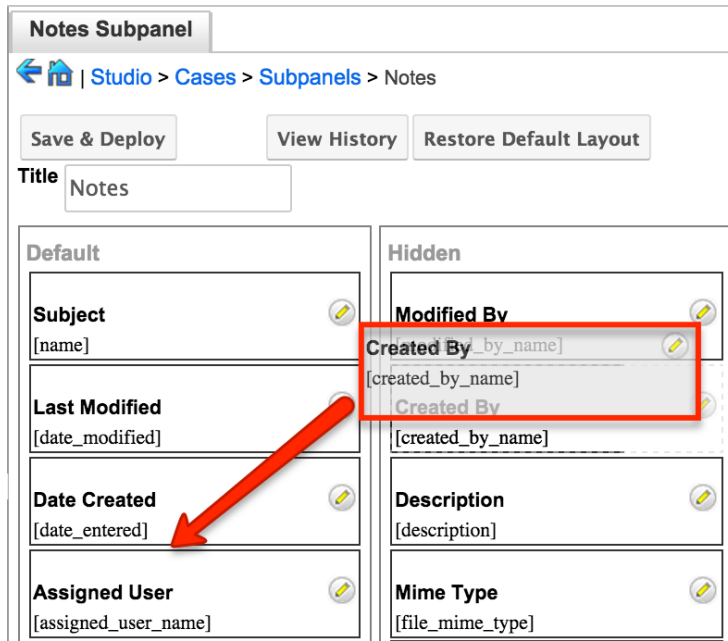 Notes Subpanel
| Studio > Cases > Subpanels > Notes
Save & Deploy
View History
Restore Default Layout
Title
Notes
Default
Subject
[name]
Last Modified
[date_modified]
Date Created
[date_entered]
Assigned User
[assigned_user_name]
Hidden
Modified By
[modified_by_name]
Created By
[created_by_name]
Created By
[created_by_name]
Description
[description]
Mime Type
[file_mime_type]